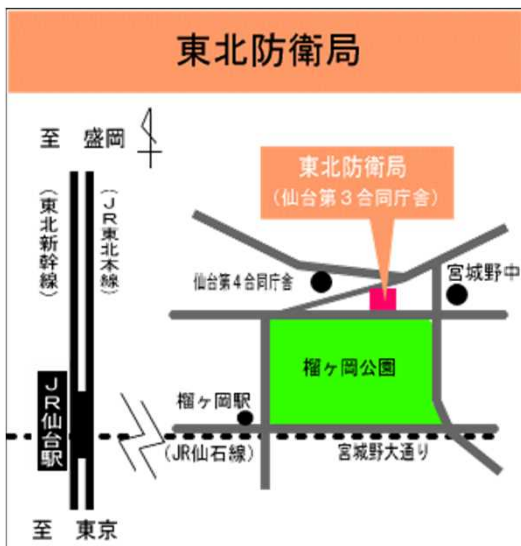 東北防衛局
至 盛岡
東北防衛局
(仙台第3合同庁舎)
(東北新幹線)
(JR東北本線)
仙台第4合同庁舎
宮城野中
榴ヶ岡公園
JR仙台駅
榴ヶ岡駅
(JR仙石線)
宮城野大通り
至 東京